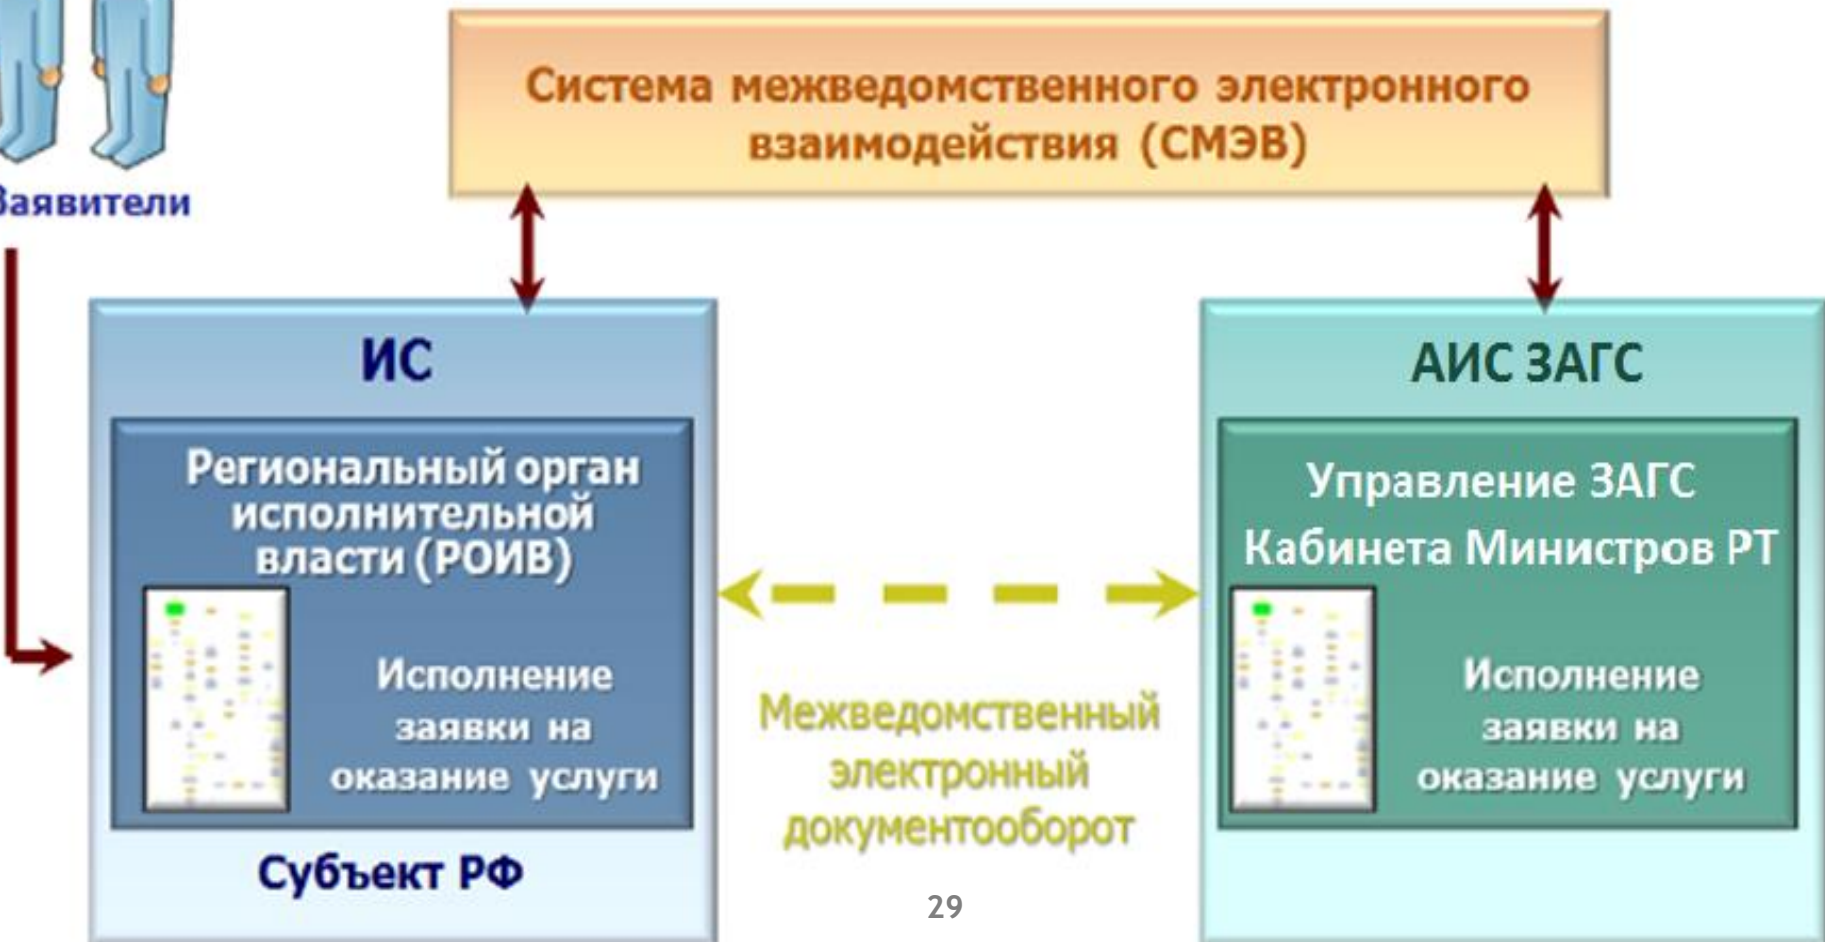 Система межведомственного электронного
взаимодействия (СМЭВ)
Заявители
ИС
Региональный орган
исполнительной
власти (РОИВ)
Исполнение
заявки на
оказание услуги
Субъект РФ
Межведомственный
электронный
документооборот
АИС ЗАГС
Управление ЗАГС
Кабинета Министров РТ
Исполнение
заявки на
оказание услуги
29